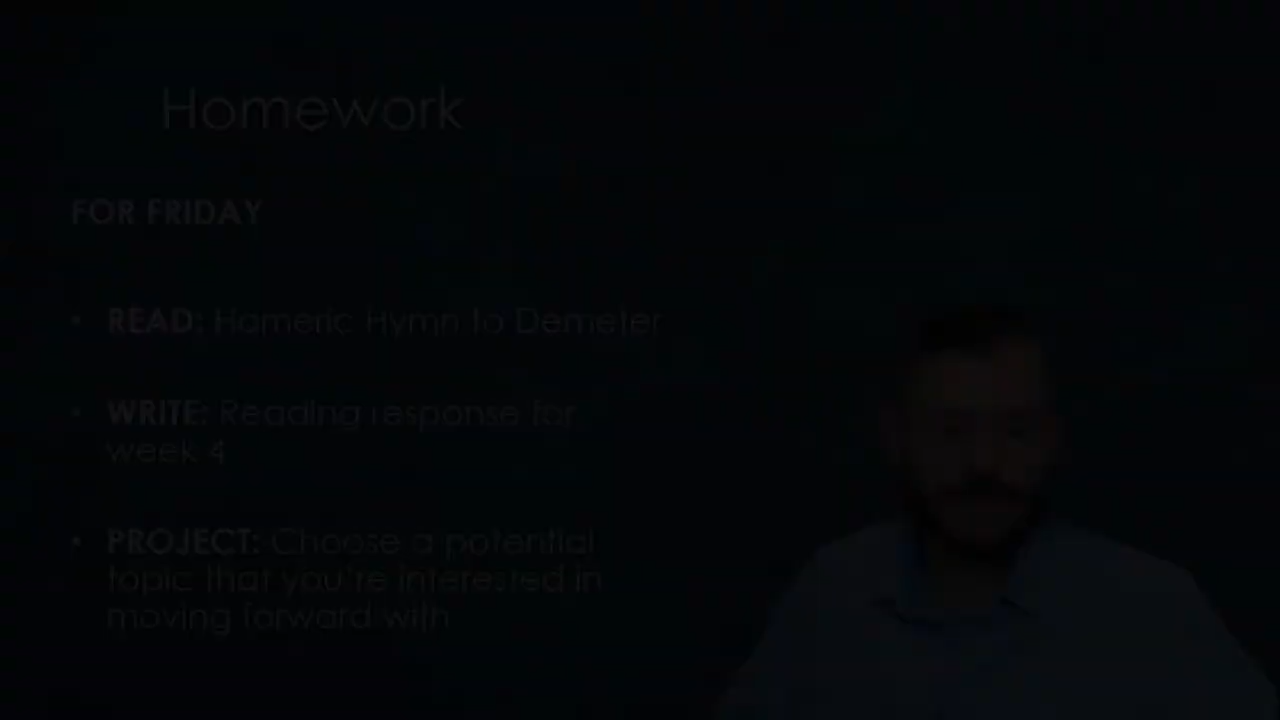 Homework
FOR FRIDAY
• READ: Homeric Hymn to Demeter
• WRITE: Reading response for
week 4
• PROJECT: Choose a potential
topic that you're interested in
moving forward with